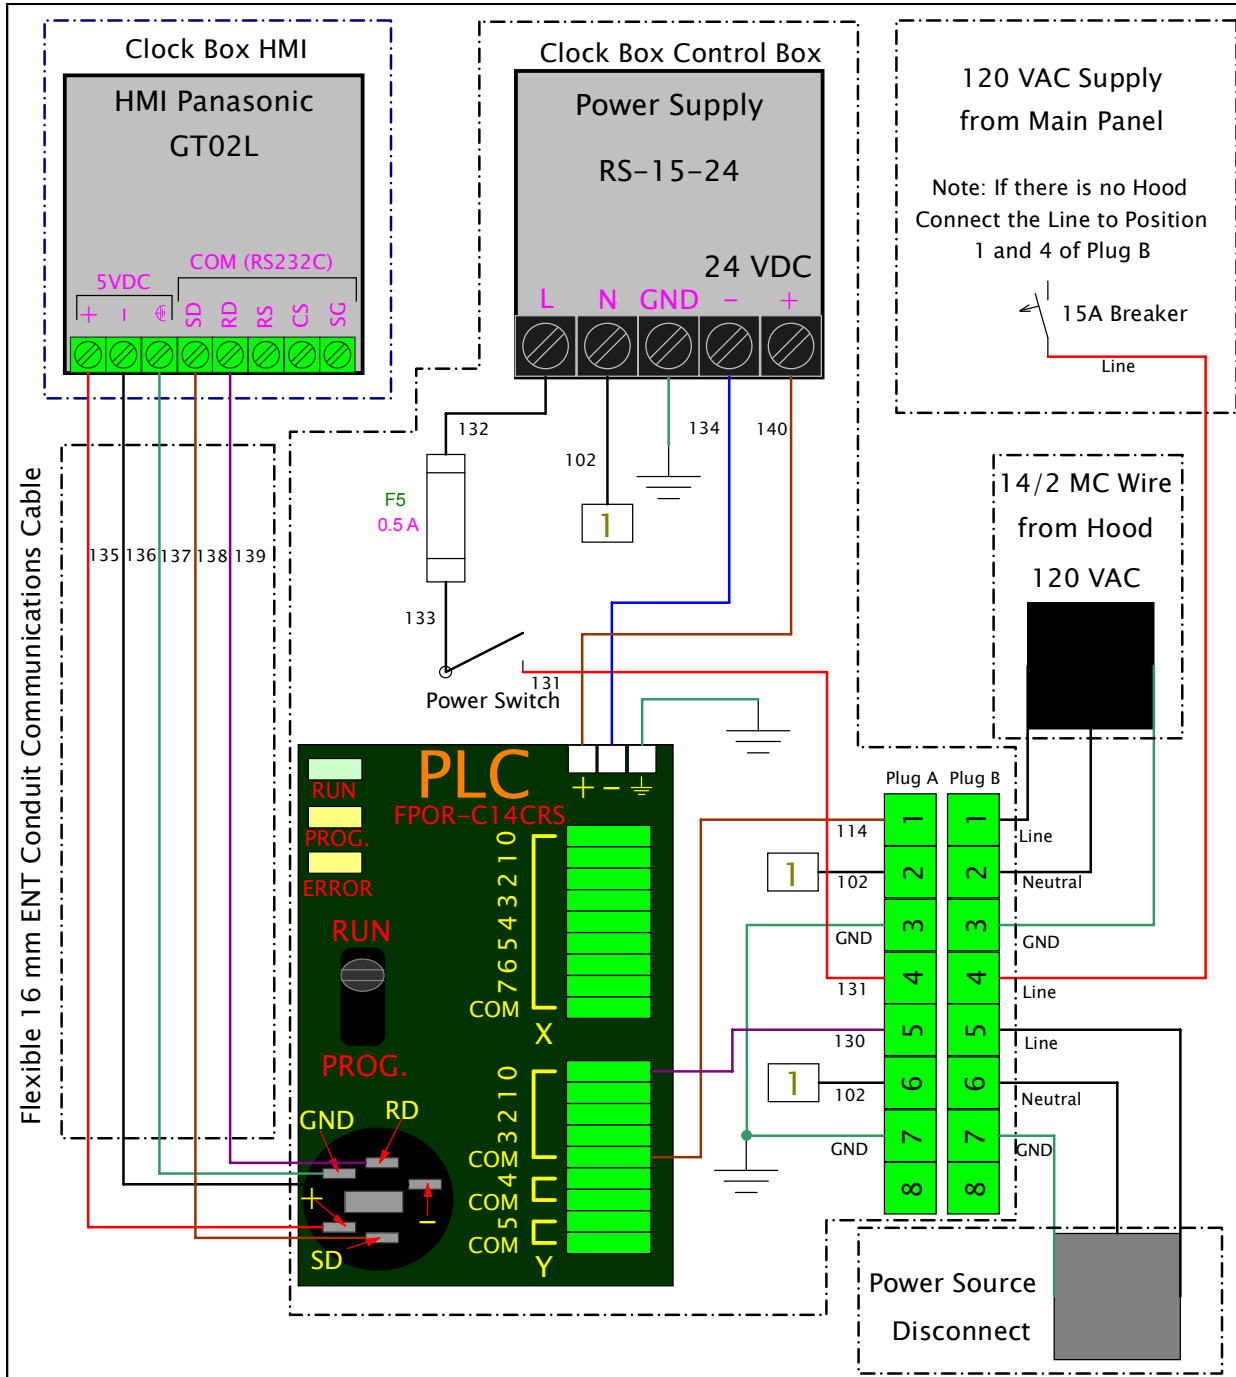 Clock Box HMI
HMI Panasonic
GT02L
COM (RS232C)
5VDC
+ − SD RD RS CS SG
Clock Box Control Box
Power Supply
RS-15-24
24 VDC
L N GND − +
120 VAC Supply
from Main Panel
Note: If there is no Hood
Connect the Line to Position
1 and 4 of Plug B
15A Breaker
Line
14/2 MC Wire
from Hood
120 VAC
Flexible 16 mm ENT Conduit Communications Cable
135 136 137 138 139
132
102
134
140
F5
0.5 A
1
133
131
Power Switch
PLC
FPOR-C14CRS
+ −
RUN
PROG.
ERROR
RUN
PROG.
0
1
2
3
4
5
6
7
COM
X
0
1
2
3
COM
4
COM
5
COM
Y
GND
RD
+
−
SD
Plug A Plug B
114 1 1 Line
1 102 2 2 Neutral
GND 3 3 GND
131 4 4 Line
130 5 5 Line
1 102 6 6 Neutral
GND 7 7 GND
8 8
Power Source
Disconnect